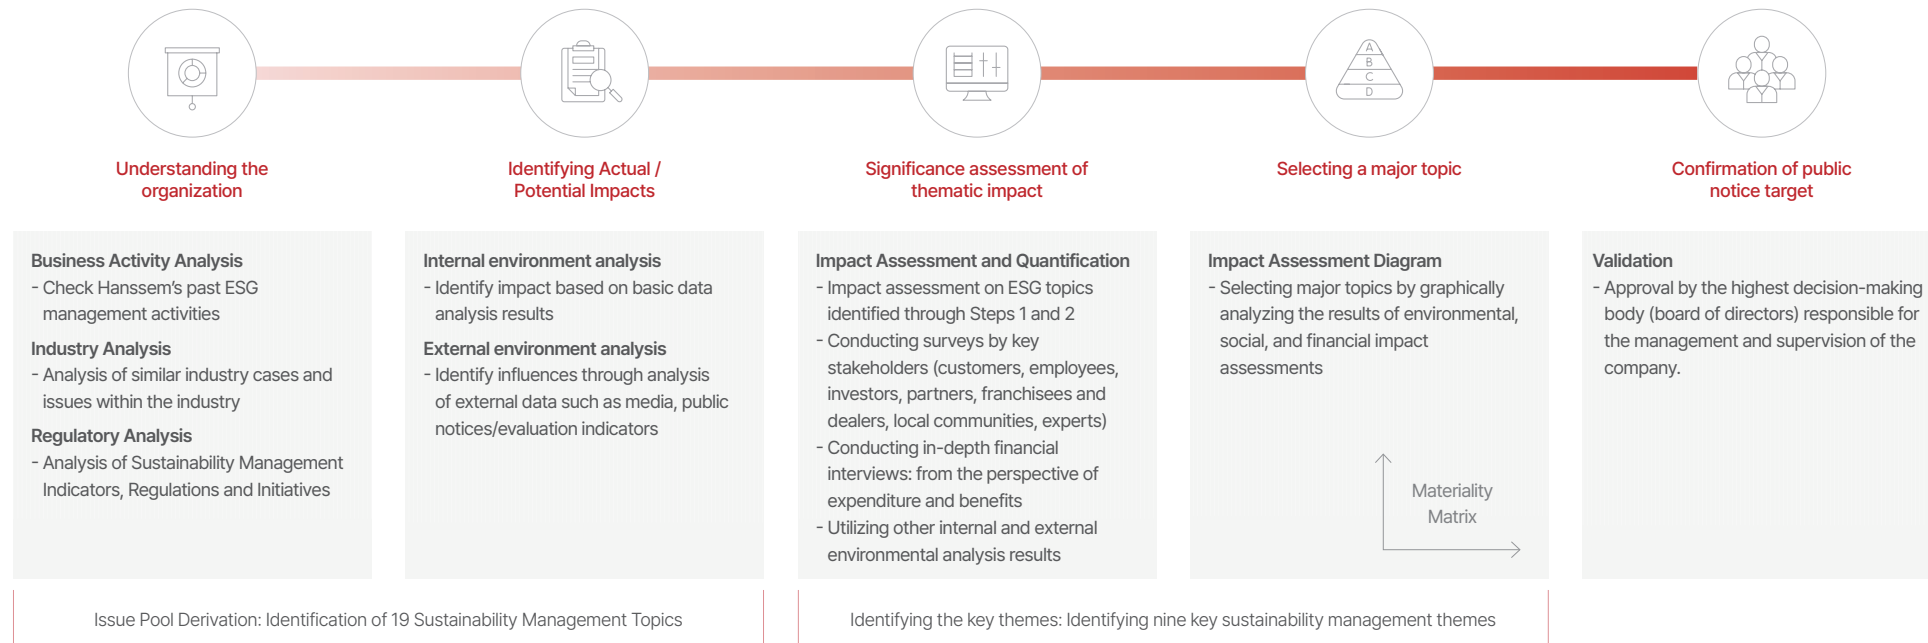 A
B
C
D
Understanding the
organization
Identifying Actual /
Potential Impacts
Significance assessment of
thematic impact
Selecting a major topic
Confirmation of public
notice target
Business Activity Analysis
- Check Hanssem's past ESG
management activities
Industry Analysis
- Analysis of similar industry cases and
issues within the industry
Regulatory Analysis
- Analysis of Sustainability Management
Indicators, Regulations and Initiatives
Internal environment analysis
- Identify impact based on basic data
analysis results
External environment analysis
- Identify influences through analysis
of external data such as media, public
notices/evaluation indicators
Impact Assessment and Quantification
- Impact assessment on ESG topics
identified through Steps 1 and 2
- Conducting surveys by key
stakeholders (customers, employees,
investors, partners, franchisees and
dealers, local communities, experts)
- Conducting in-depth financial
interviews: from the perspective of
expenditure and benefits
- Utilizing other internal and external
environmental analysis results
Impact Assessment Diagram
- Selecting major topics by graphically
analyzing the results of environmental,
social, and financial impact
assessments
Materiality
Matrix
Validation
- Approval by the highest decision-making
body (board of directors) responsible for
the management and supervision of the
company.
Issue Pool Derivation: Identification of 19 Sustainability Management Topics
Identifying the key themes: Identifying nine key sustainability management themes